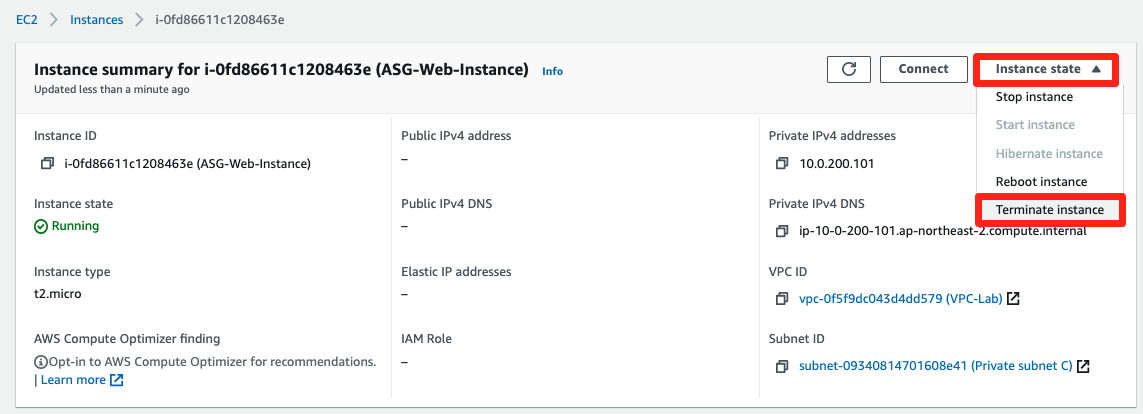 EC2 > Instances > i-0fd86611c1208463e
Instance summary for i-0fd86611c1208463e (ASG-Web-Instance) Info
Updated less than a minute ago
Connect
Instance state ▲
Stop instance
Start instance
Hibernate instance
Reboot instance
Terminate instance
Instance ID
i-0fd86611c1208463e (ASG-Web-Instance)
Public IPv4 address
–
Private IPv4 addresses
10.0.200.101
Instance state
Running
Public IPv4 DNS
–
Private IPv4 DNS
ip-10-0-200-101.ap-northeast-2.compute.internal
Instance type
t2.micro
Elastic IP addresses
–
VPC ID
vpc-0f5f9dc043d4dd579 (VPC-Lab)
AWS Compute Optimizer finding
Opt-in to AWS Compute Optimizer for recommendations.
| Learn more
IAM Role
–
Subnet ID
subnet-09340814701608e41 (Private subnet C)